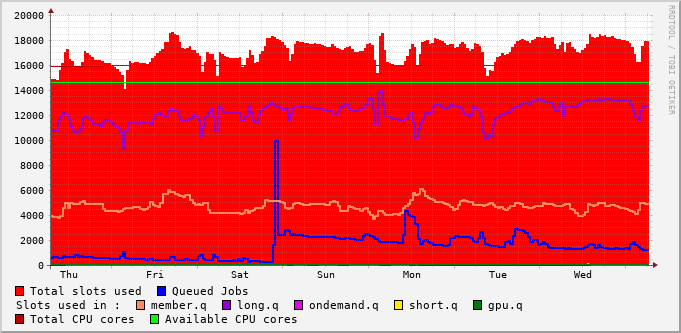 20000
18000
16000
14000
12000
10000
8000
6000
4000
2000
0
Thu Fri Sat Sun Mon Tue Wed
RRDTOOL / TOBI OETIKER
Total slots used Queued Jobs
Slots used in : member.q long.q ondemand.q short.q gpu.q
Total CPU cores Available CPU cores